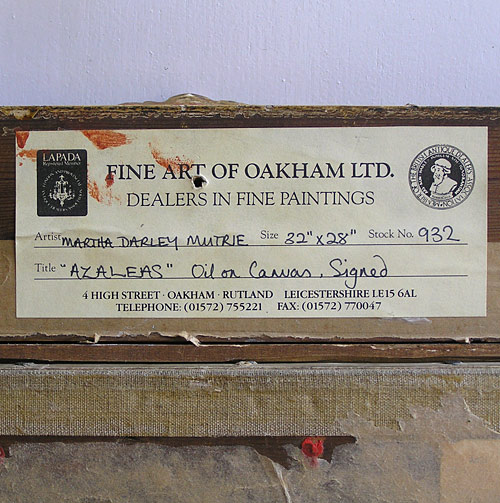 LAPADA
FINE ART OF OAKHAM LTD.
DEALERS IN FINE PAINTINGS
Artist MARTHA DARLEY MUTRIE Size 32" x 28" Stock No. 932
Title "AZALEAS" Oil on Canvas, Signed
4 HIGH STREET · OAKHAM · RUTLAND LEICESTERSHIRE LE15 6AL
TELEPHONE: (01572) 755221 FAX: (01572) 770047